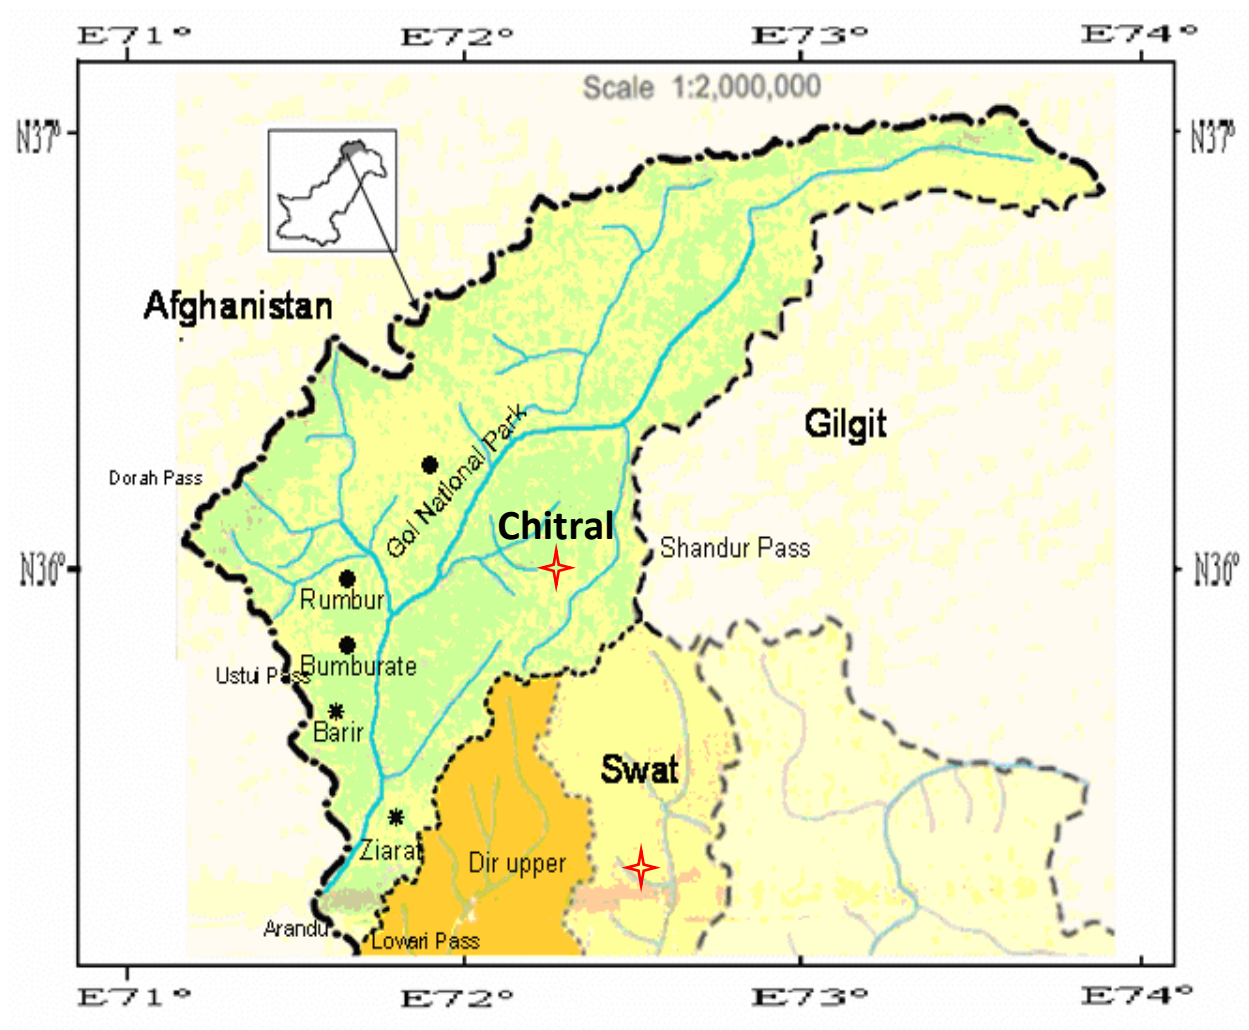 E71° E72° E73° E74°
Scale 1:2,000,000
N37° N37°
Afghanistan
Gilgit
Gol National Park
Dorah Pass
Chitral
Shandur Pass
N36° N36°
Rumbur
Bumburate
Ustui Pass
Barir
Swat
Ziarat
Dir upper
Arandu
Lowari Pass
E71° E72° E73° E74°